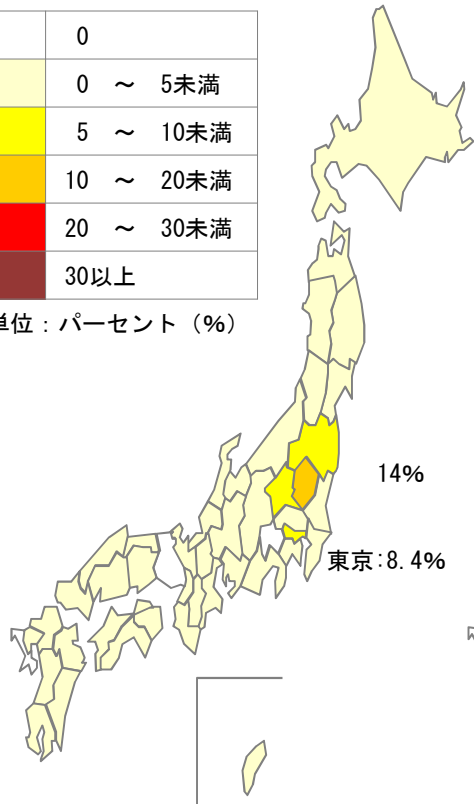 0
0 ～ 5未満
5 ～ 10未満
10 ～ 20未満
20 ～ 30未満
30以上
単位：パーセント（%）
14%
東京:8.4%